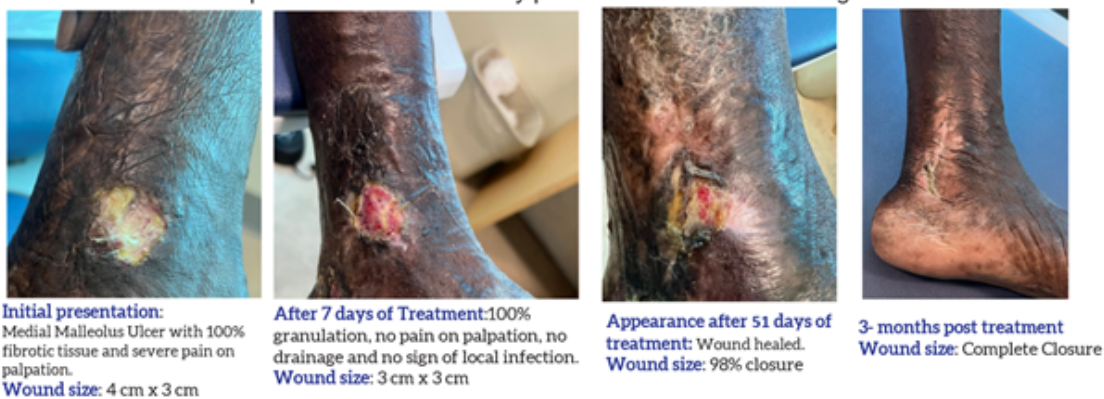 Initial presentation:
Medial Malleolus Ulcer with 100%
fibrotic tissue and severe pain on
palpation.
Wound size: 4 cm x 3 cm
After 7 days of Treatment:100%
granulation, no pain on palpation, no
drainage and no sign of local infection.
Wound size: 3 cm x 3 cm
Appearance after 51 days of
treatment: Wound healed.
Wound size: 98% closure
3- months post treatment
Wound size: Complete Closure